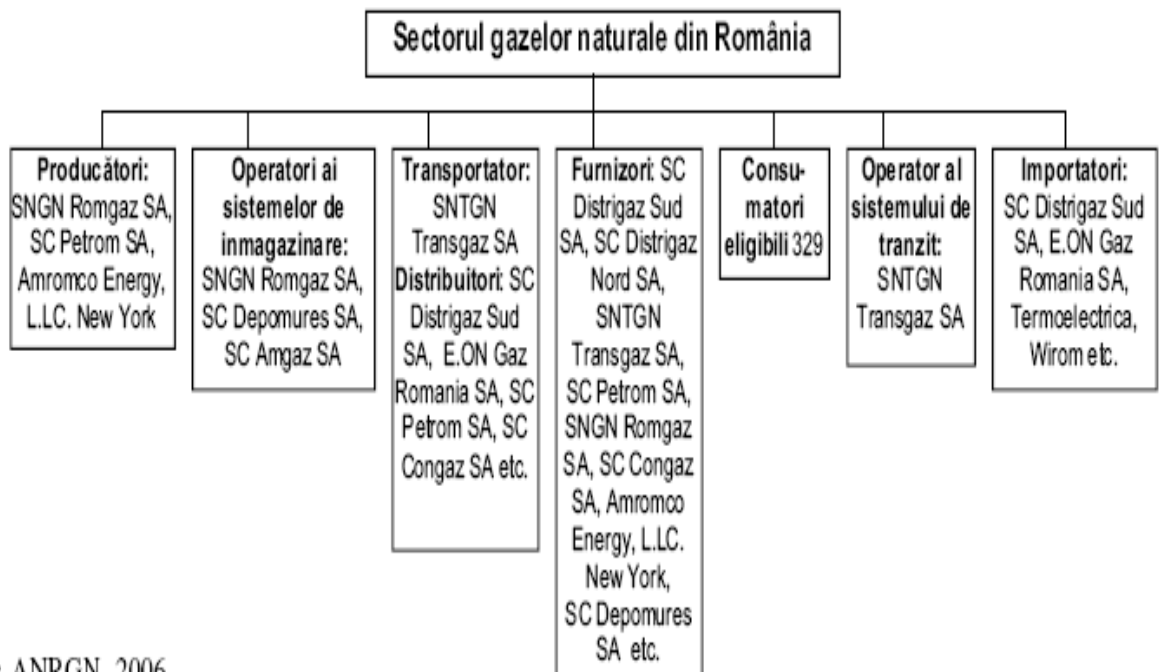 Sectorul gazelor naturale din România
Producători:
SNGN Romgaz SA,
SC Petrom SA,
Amromco Energy,
L.LC. New York
Operatori ai
sistemelor de
inmagazinare:
SNGN Romgaz SA,
SC Depomures SA,
SC Amgaz SA
Transportator:
SNTGN
Transgaz SA
Distribuitori: SC
Distrigaz Sud
SA, E.ON Gaz
Romania SA, SC
Petrom SA, SC
Congaz SA etc.
Furnizori: SC
Distrigaz Sud
SA, SC Distrigaz
Nord SA,
SNTGN
Transgaz SA,
SC Petrom SA,
SNGN Romgaz
SA, SC Congaz
SA, Amromco
Energy, L.LC.
New York,
SC Depomures
SA etc.
Consu-
matori
eligibili 329
Operator al
sistemului de
tranzit:
SNTGN
Transgaz SA
Importatori:
SC Distrigaz Sud
SA, E.ON Gaz
Romania SA,
Termoelectrica,
Wirom etc.
ANRGN, 2006